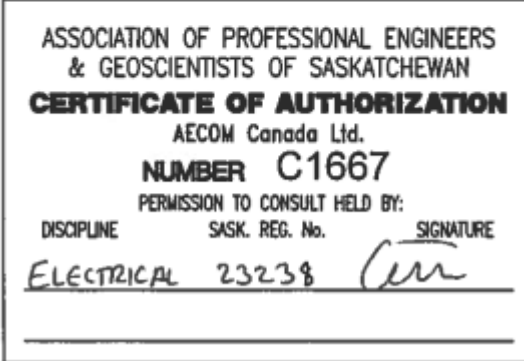 ASSOCIATION OF PROFESSIONAL ENGINEERS
& GEOSCIENTISTS OF SASKATCHEWAN
CERTIFICATE OF AUTHORIZATION
AECOM Canada Ltd.
NUMBER C1667
PERMISSION TO CONSULT HELD BY:
DISCIPLINE SASK. REG. No. SIGNATURE
ELECTRICAL 23238